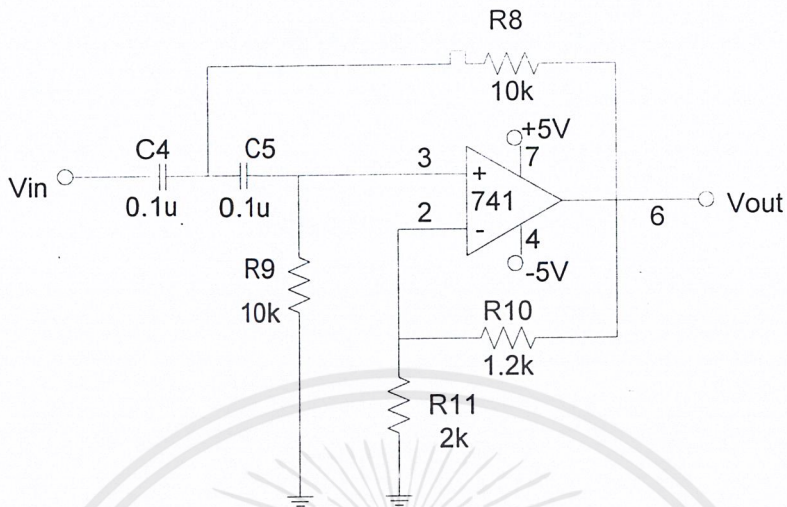 R8
10k
+5V
C4
C5
3
7
Vin
+
741
0.1u
0.1u
2
-
4
6
Vout
-5V
R9
10k
R10
1.2k
R11
2k